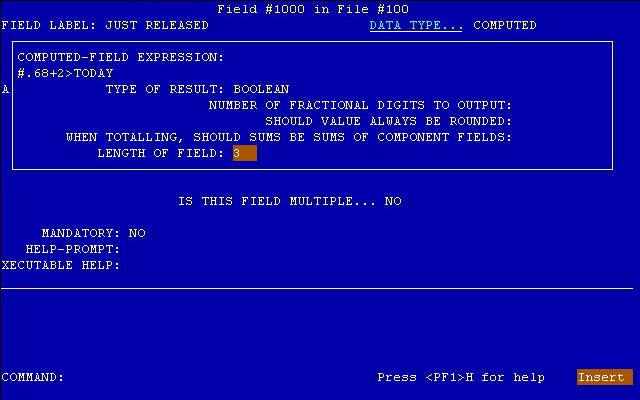 Field #1000 in File #100
FIELD LABEL: JUST RELEASED DATA TYPE... COMPUTED
COMPUTED-FIELD EXPRESSION:
#.68+2>TODAY
A TYPE OF RESULT: BOOLEAN
NUMBER OF FRACTIONAL DIGITS TO OUTPUT:
SHOULD VALUE ALWAYS BE ROUNDED:
WHEN TOTALLING, SHOULD SUMS BE SUMS OF COMPONENT FIELDS:
LENGTH OF FIELD: 3
IS THIS FIELD MULTIPLE... NO
MANDATORY: NO
HELP-PROMPT:
XECUTABLE HELP:
COMMAND: Press <PF1>H for help Insert